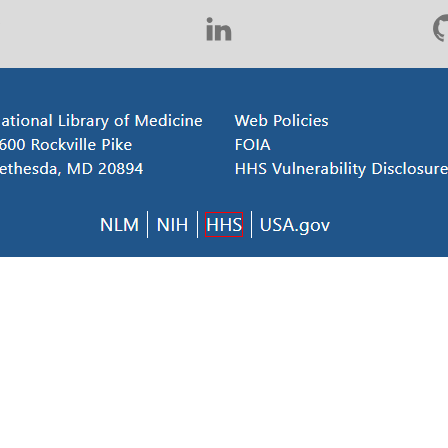 in
ational Library of Medicine
600 Rockville Pike
ethesda, MD 20894
Web Policies
FOIA
HHS Vulnerability Disclosure
NLM NIH HHS USA.gov